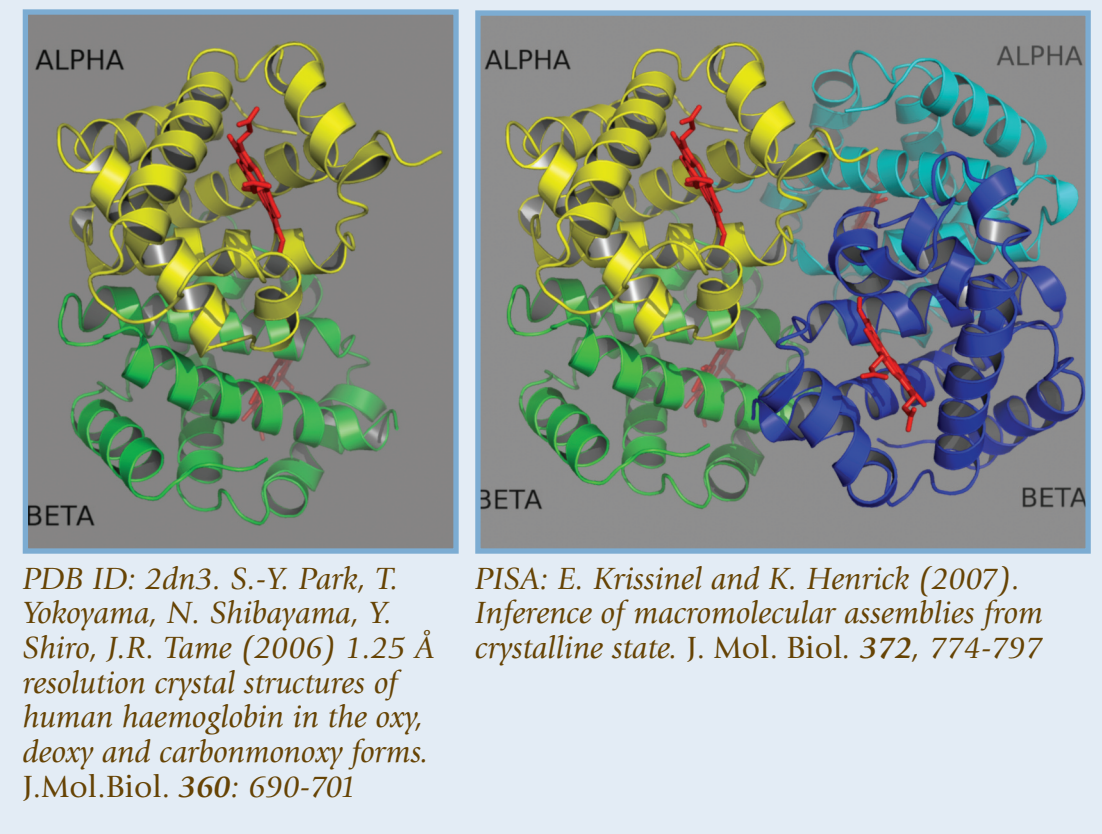 ALPHA
BETA
ALPHA
ALPHA
BETA
BETA
PDB ID: 2dn3. S.-Y. Park, T.
Yokoyama, N. Shibayama, Y.
Shiro, J.R. Tame (2006) 1.25 Å
resolution crystal structures of
human haemoglobin in the oxy,
deoxy and carbonmonoxy forms.
J.Mol.Biol. 360: 690-701
PISA: E. Krissinel and K. Henrick (2007).
Inference of macromolecular assemblies from
crystalline state. J. Mol. Biol. 372, 774-797